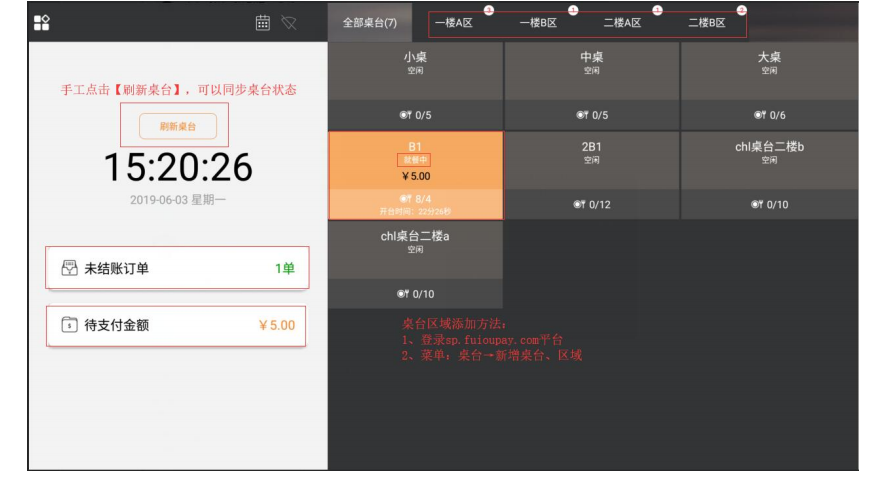 全部桌台(7)
一楼A区
一楼B区
二楼A区
二楼B区
手工点击【刷新桌台】，可以同步桌台状态
刷新桌台
15:20:26
2019-06-03 星期一
未结账订单
1单
待支付金额
￥5.00
小桌
空闲
0/5
中桌
空闲
0/5
大桌
空闲
0/6
B1
就餐中
￥5.00
8/4
开台时间：22分26秒
2B1
空闲
0/12
chl桌台二楼b
空闲
0/10
chl桌台二楼a
空闲
0/10
桌台区域添加方法：
1、登录sp.fuioupay.com平台
2、菜单：桌台→新增桌台、区域